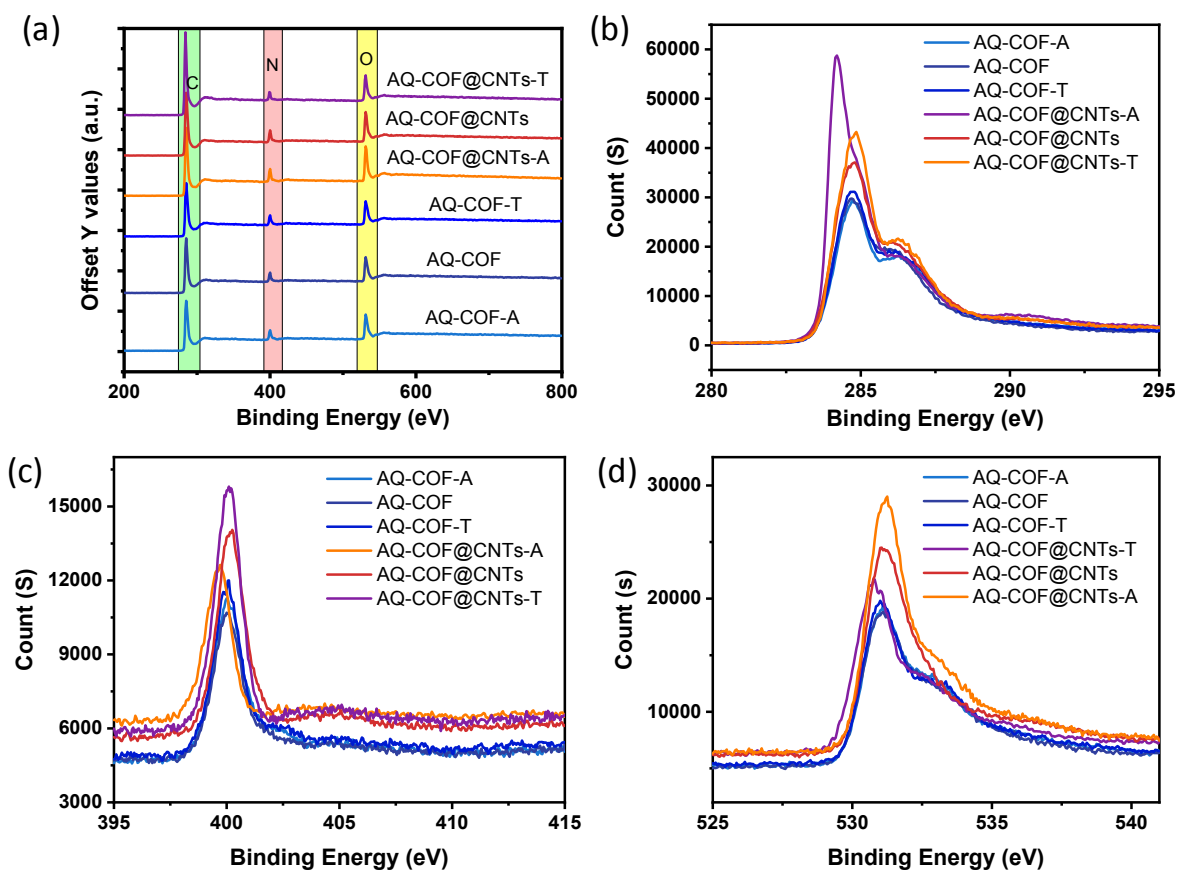 (a)
Offset Y values (a.u.)
C
N
O
AQ-COF@CNTs-T
AQ-COF@CNTs
AQ-COF@CNTs-A
AQ-COF-T
AQ-COF
AQ-COF-A
200
400
600
800
Binding Energy (eV)
(b)
Count (S)
60000
50000
40000
30000
20000
10000
0
AQ-COF-A
AQ-COF
AQ-COF-T
AQ-COF@CNTs-A
AQ-COF@CNTs
AQ-COF@CNTs-T
280
285
290
295
Binding Energy (eV)
(c)
Count (S)
15000
12000
9000
6000
3000
AQ-COF-A
AQ-COF
AQ-COF-T
AQ-COF@CNTs-A
AQ-COF@CNTs
AQ-COF@CNTs-T
395
400
405
410
415
Binding Energy (eV)
(d)
Count (s)
30000
20000
10000
AQ-COF-A
AQ-COF
AQ-COF-T
AQ-COF@CNTs-T
AQ-COF@CNTs
AQ-COF@CNTs-A
525
530
535
540
Binding Energy (eV)